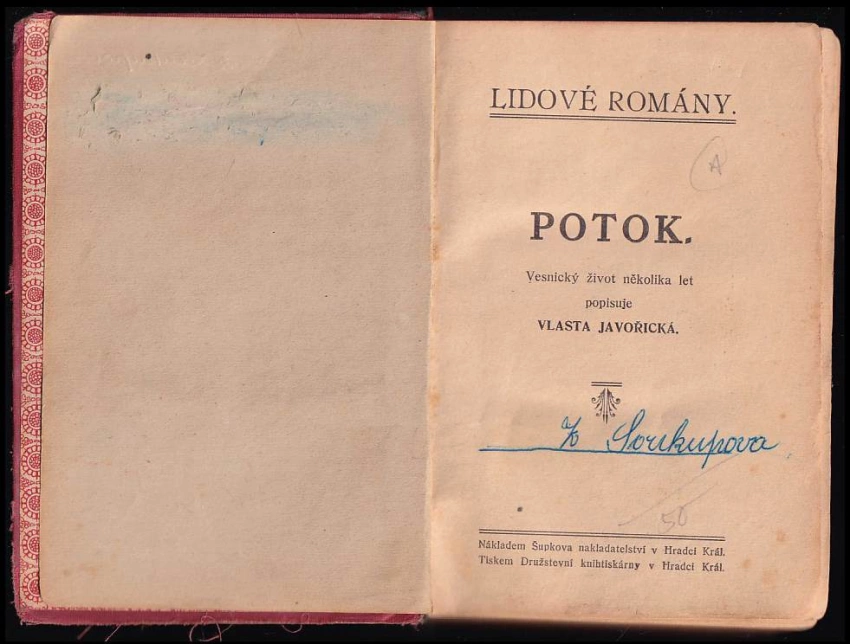 LIDOVÉ ROMÁNY.
A
POTOK.
Vesnický život několika let
popisuje
VLASTA JAVOŘICKÁ.
Soukupova
50
Nákladem Šupkova nakladatelství v Hradci Král.
Tiskem Družstevní knihtiskárny v Hradci Král.